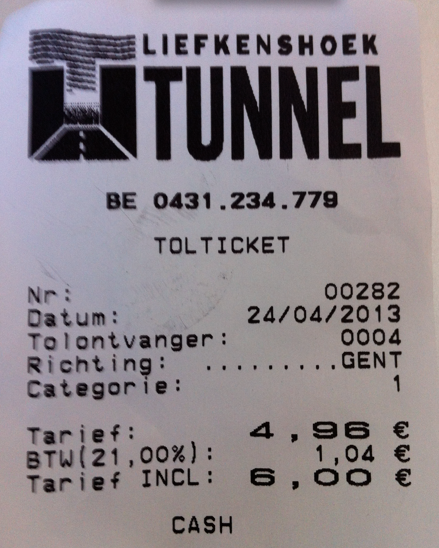 LIEFKENSHOEK
TUNNEL
BE 0431.234.779
TOLTICKET
Nr: 00282
Datum: 24/04/2013
Tolontvanger: 0004
Richting: .........GENT
Categorie: 1
Tarief: 4,96 €
BTW(21,00%): 1,04 €
Tarief INCL: 6,00 €
CASH